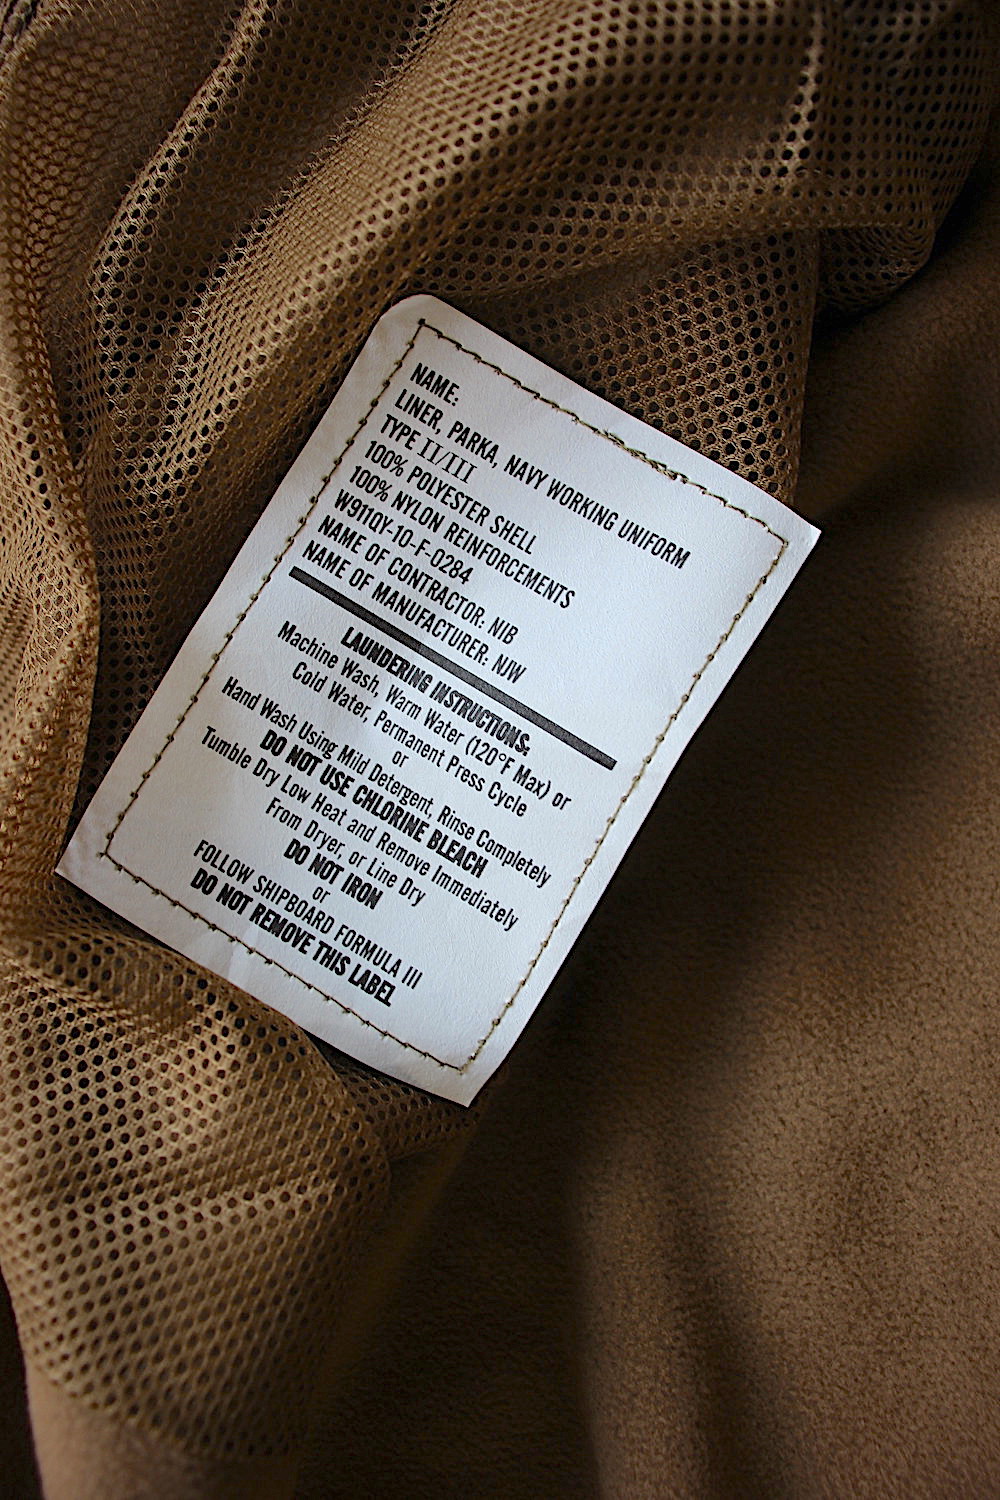 NAME:
LINER, PARKA, NAVY WORKING UNIFORM
TYPE II/III
100% POLYESTER SHELL
100% NYLON REINFORCEMENTS
W911QY-10-F-0284
NAME OF CONTRACTOR: NIB
NAME OF MANUFACTURER: NJW
LAUNDERING INSTRUCTIONS:
Machine Wash, Warm Water (120°F Max) or
Cold Water, Permanent Press Cycle
or
Hand Wash Using Mild Detergent, Rinse Completely
DO NOT USE CHLORINE BLEACH
Tumble Dry Low Heat and Remove Immediately
From Dryer, or Line Dry
DO NOT IRON
or
FOLLOW SHIPBOARD FORMULA III
DO NOT REMOVE THIS LABEL